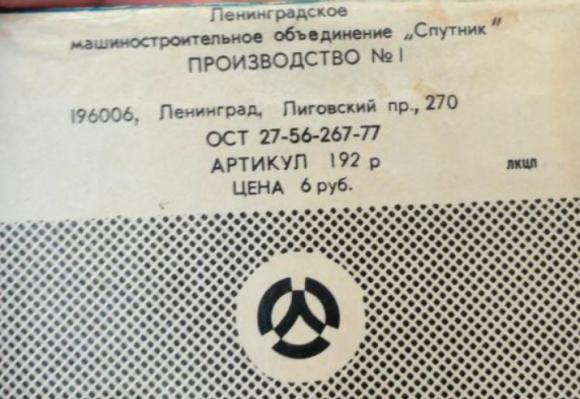 Ленинградское
машиностроительное объединение „Спутник"
ПРОИЗВОДСТВО №1
196006, Ленинград, Лиговский пр., 270
ОСТ 27-56-267-77
АРТИКУЛ 192 р
лкцп
ЦЕНА 6 руб.